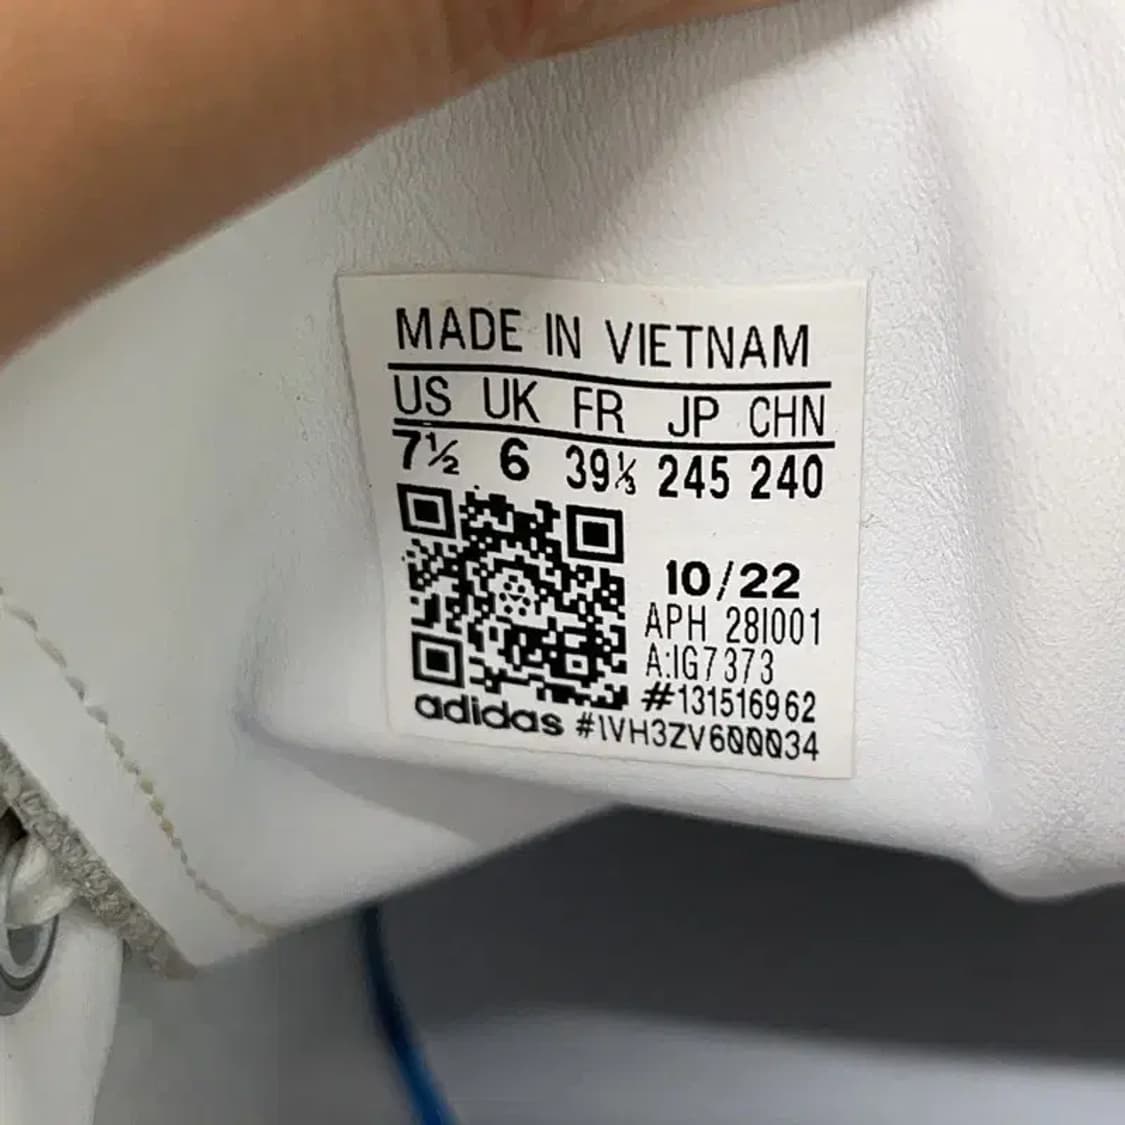 MADE IN VIETNAM
US UK FR JP CHN
7½ 6 39⅓ 245 240
10/22
APH 28I001
A:IG7373
#131516962
adidas #1VH3ZV600034